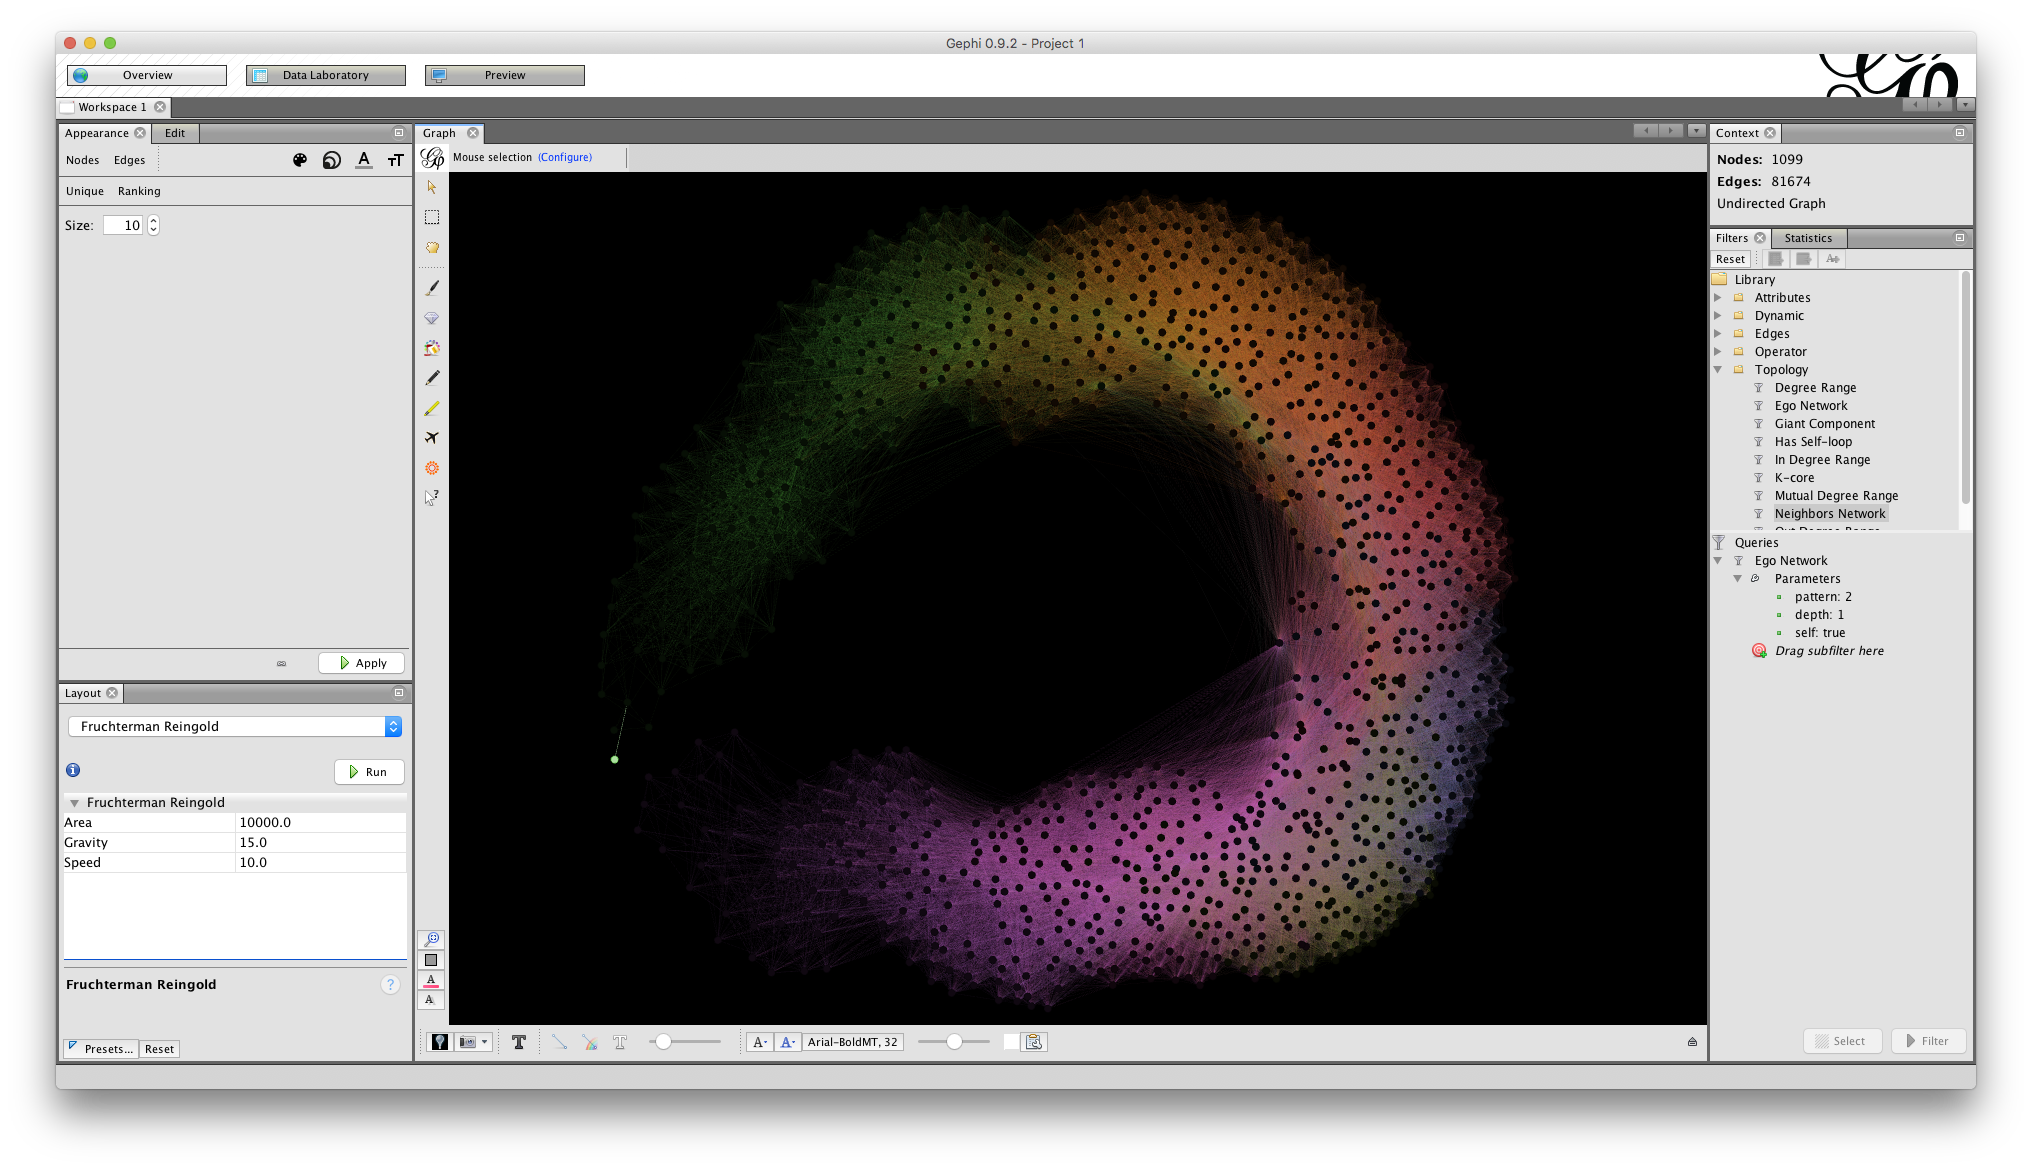 Gephi 0.9.2 - Project 1
Overview
Data Laboratory
Preview
Workspace 1
Appearance
Edit
Nodes Edges
A
TT
Unique Ranking
Size: 10
Apply
Layout
Fruchterman Reingold
Run
Fruchterman Reingold
Area 10000.0
Gravity 15.0
Speed 10.0
Fruchterman Reingold
?
Presets... Reset
Graph
Mouse selection (Configure)
?
A
A
T
T
A-
A-
Arial-BoldMT, 32
Context
Nodes: 1099
Edges: 81674
Undirected Graph
Filters
Statistics
Reset
Library
Attributes
Dynamic
Edges
Operator
Topology
Degree Range
Ego Network
Giant Component
Has Self-loop
In Degree Range
K-core
Mutual Degree Range
Neighbors Network
Queries
Ego Network
Parameters
pattern: 2
depth: 1
self: true
Drag subfilter here
Select
Filter